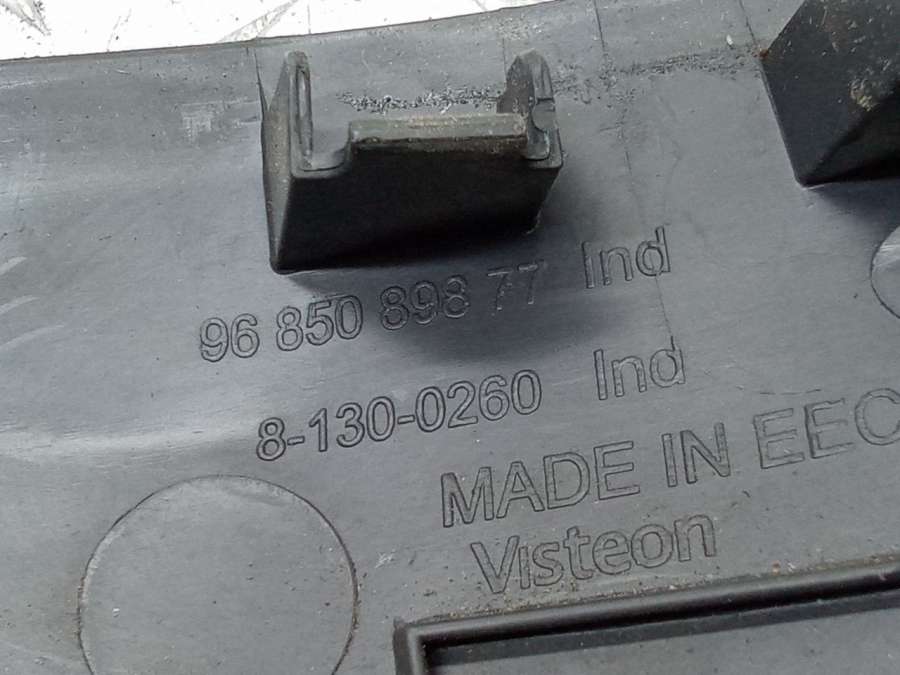 96 850 898 77 Ind
8-130-0260 Ind
MADE IN EEC
Visteon